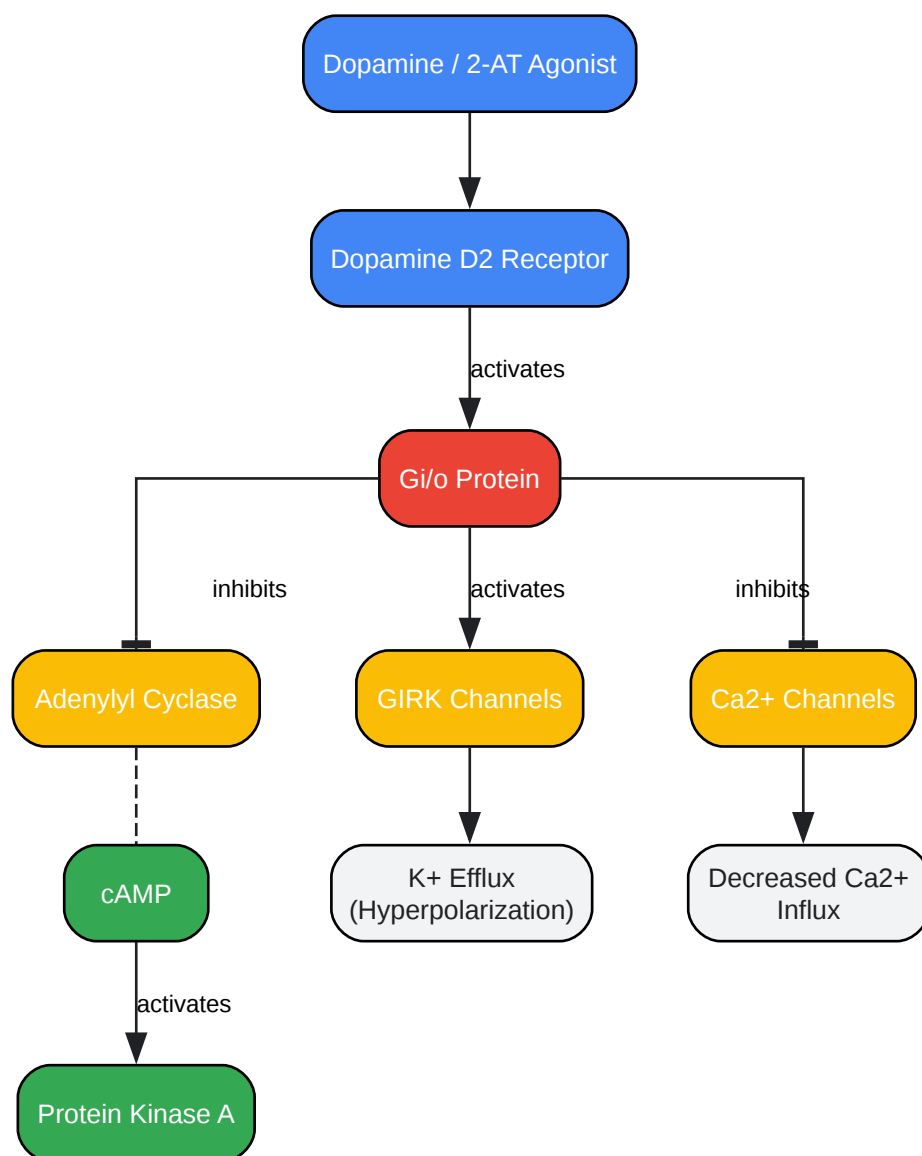 Dopamine / 2-AT Agonist
Dopamine D2 Receptor
activates
Gi/o Protein
inhibits
activates
inhibits
Adenylyl Cyclase
GIRK Channels
Ca2+ Channels
cAMP
K+ Efflux
(Hyperpolarization)
Decreased Ca2+
Influx
activates
Protein Kinase A